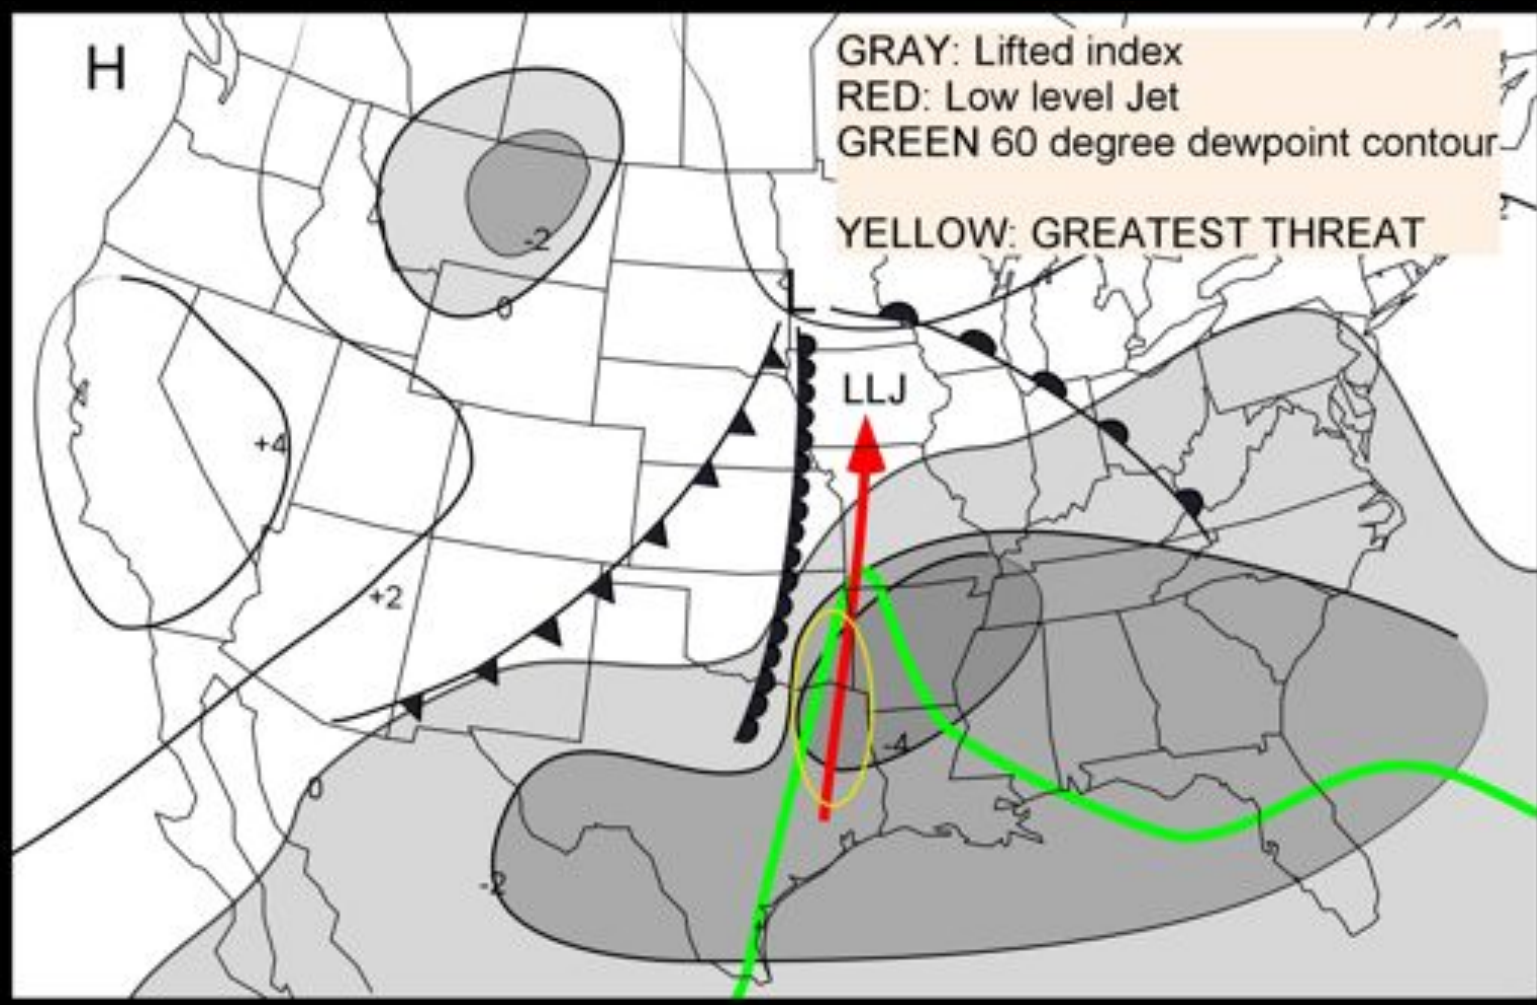 H
GRAY: Lifted index
RED: Low level Jet
GREEN 60 degree dewpoint contour
YELLOW: GREATEST THREAT
-2
0
L
LLJ
+4
+2
-4
0
-2